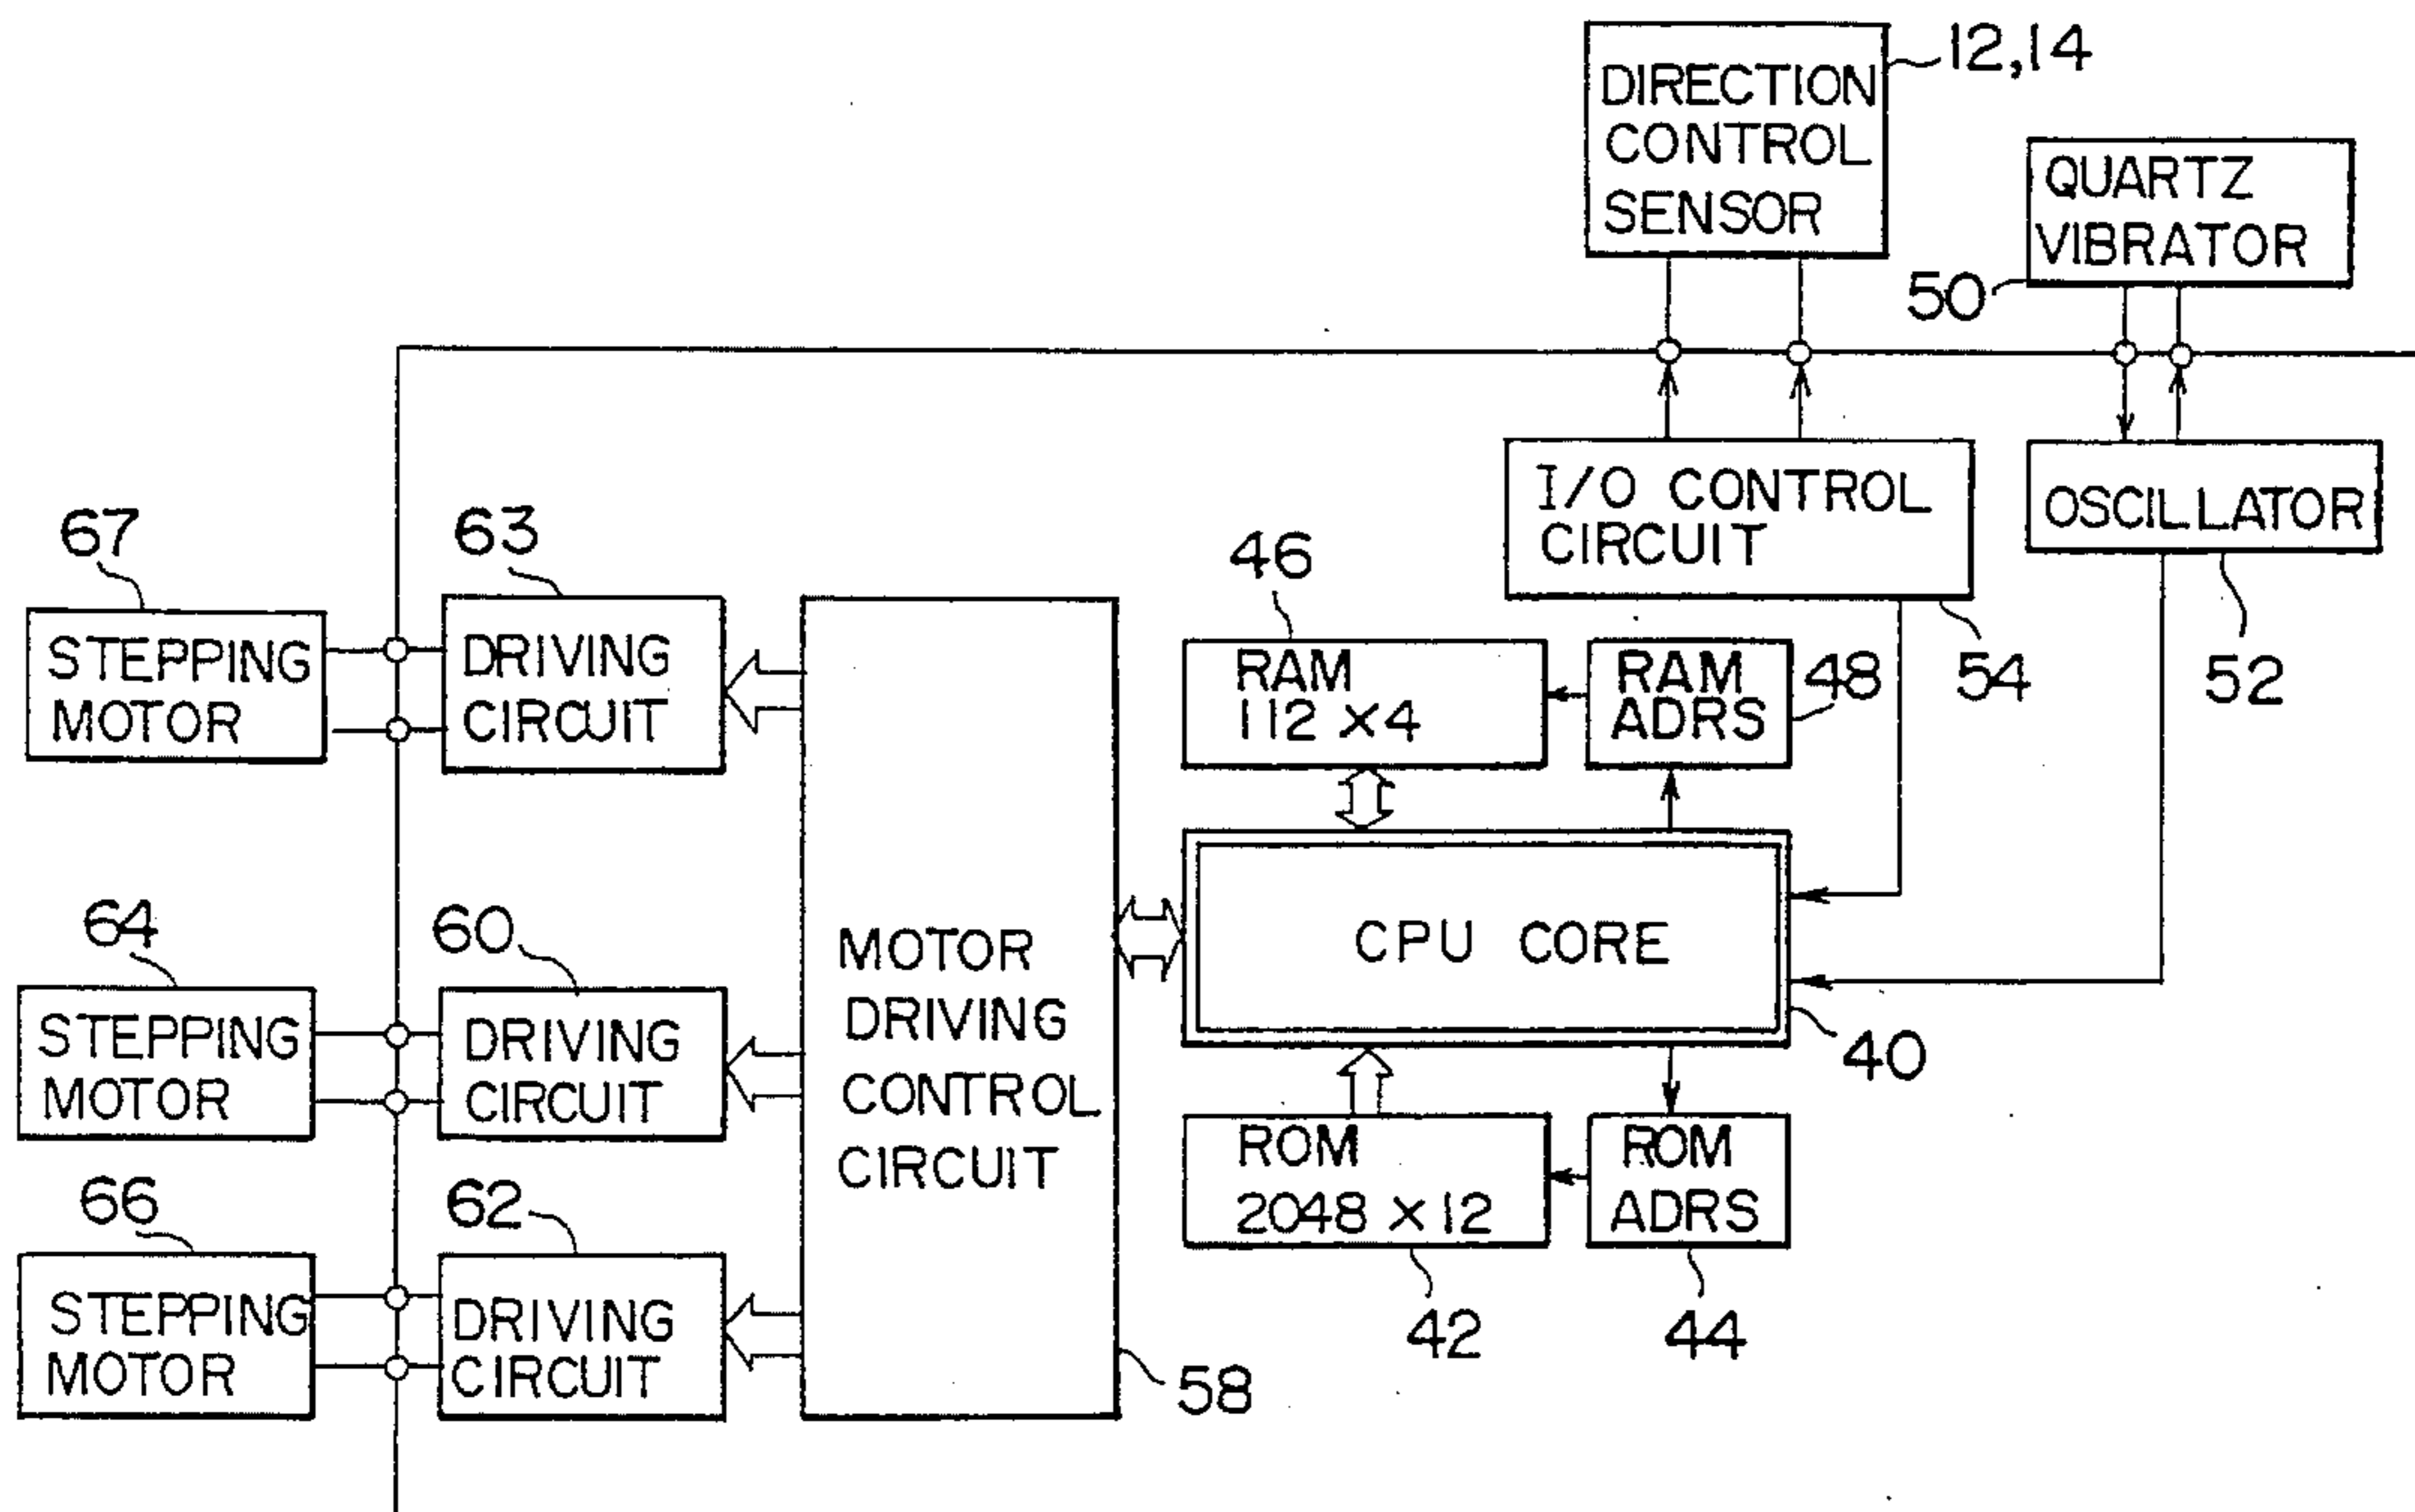 DIRECTION
CONTROL
SENSOR
12,14
QUARTZ
VIBRATOR
50
I/O CONTROL
CIRCUIT
54
OSCILLATOR
52
67
STEPPING
MOTOR
63
DRIVING
CIRCUIT
46
RAM
112 ×4
RAM
ADRS
48
64
STEPPING
MOTOR
60
DRIVING
CIRCUIT
MOTOR
DRIVING
CONTROL
CIRCUIT
58
CPU CORE
40
66
STEPPING
MOTOR
62
DRIVING
CIRCUIT
ROM
2048 ×12
42
ROM
ADRS
44